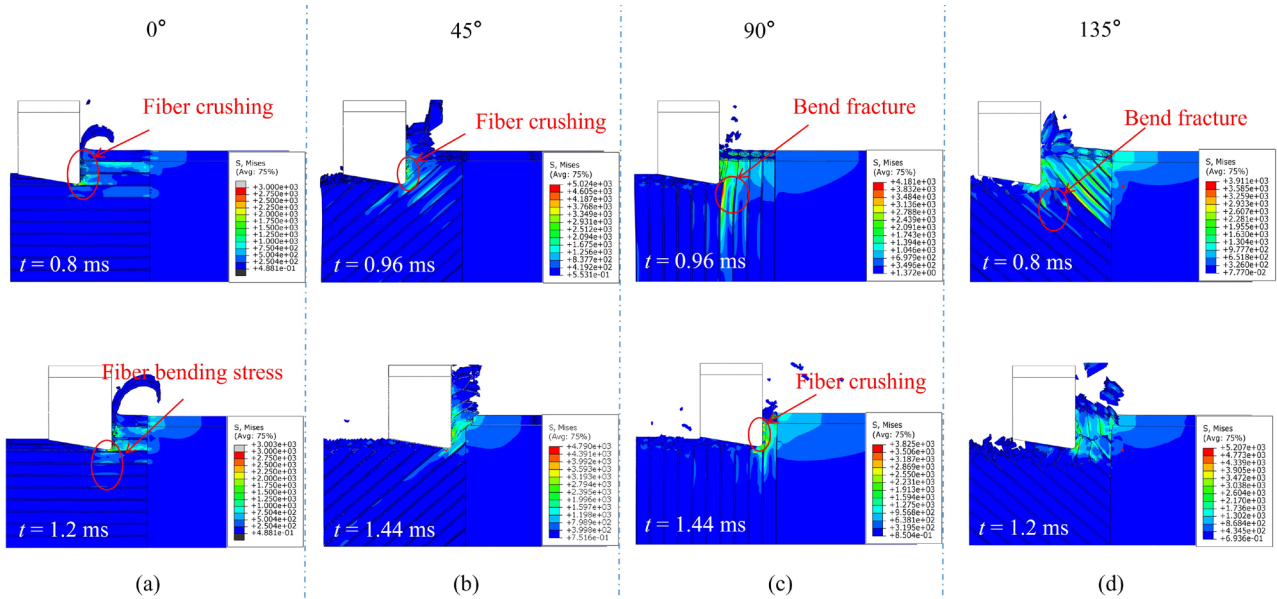 0°
45°
90°
135°
Fiber crushing
Fiber crushing
Bend fracture
Bend fracture
S, Mises
(Avg: 75%)
+3.000e+03
+2.750e+03
+2.500e+03
+2.250e+03
+2.000e+03
+1.750e+03
+1.500e+03
+1.250e+03
+1.000e+03
+7.504e+02
+5.004e+02
+2.504e+02
+4.881e-01
t = 0.8 ms
S, Mises
(Avg: 75%)
+5.024e+03
+4.605e+03
+4.187e+03
+3.768e+03
+3.349e+03
+2.931e+03
+2.512e+03
+2.094e+03
+1.675e+03
+1.256e+03
+8.377e+02
+4.192e+02
+5.531e-01
t = 0.96 ms
S, Mises
(Avg: 75%)
+4.181e+03
+3.832e+03
+3.484e+03
+3.136e+03
+2.788e+03
+2.439e+03
+2.091e+03
+1.743e+03
+1.394e+03
+1.046e+03
+6.979e+02
+3.496e+02
+1.372e+00
t = 0.96 ms
S, Mises
(Avg: 75%)
+3.911e+03
+3.585e+03
+3.259e+03
+2.933e+03
+2.607e+03
+2.281e+03
+1.955e+03
+1.630e+03
+1.304e+03
+9.777e+02
+6.518e+02
+3.260e+02
+7.770e-02
t = 0.8 ms
Fiber bending stress
Fiber crushing
S, Mises
(Avg: 75%)
+3.003e+03
+3.000e+03
+2.750e+03
+2.500e+03
+2.250e+03
+2.000e+03
+1.750e+03
+1.500e+03
+1.250e+03
+1.000e+03
+7.504e+02
+5.004e+02
+2.504e+02
+4.881e-01
t = 1.2 ms
S, Mises
(Avg: 75%)
+4.790e+03
+4.391e+03
+3.992e+03
+3.593e+03
+3.193e+03
+2.794e+03
+2.395e+03
+1.996e+03
+1.597e+03
+1.198e+03
+7.989e+02
+3.998e+02
+7.516e-01
t = 1.44 ms
S, Mises
(Avg: 75%)
+3.825e+03
+3.506e+03
+3.187e+03
+2.869e+03
+2.550e+03
+2.231e+03
+1.913e+03
+1.594e+03
+1.275e+03
+9.568e+02
+6.381e+02
+3.195e+02
+8.504e-01
t = 1.44 ms
S, Mises
(Avg: 75%)
+5.207e+03
+4.773e+03
+4.339e+03
+3.905e+03
+3.472e+03
+3.038e+03
+2.604e+03
+2.170e+03
+1.736e+03
+1.302e+03
+8.684e+02
+4.345e+02
+6.936e-01
t = 1.2 ms
(a)
(b)
(c)
(d)